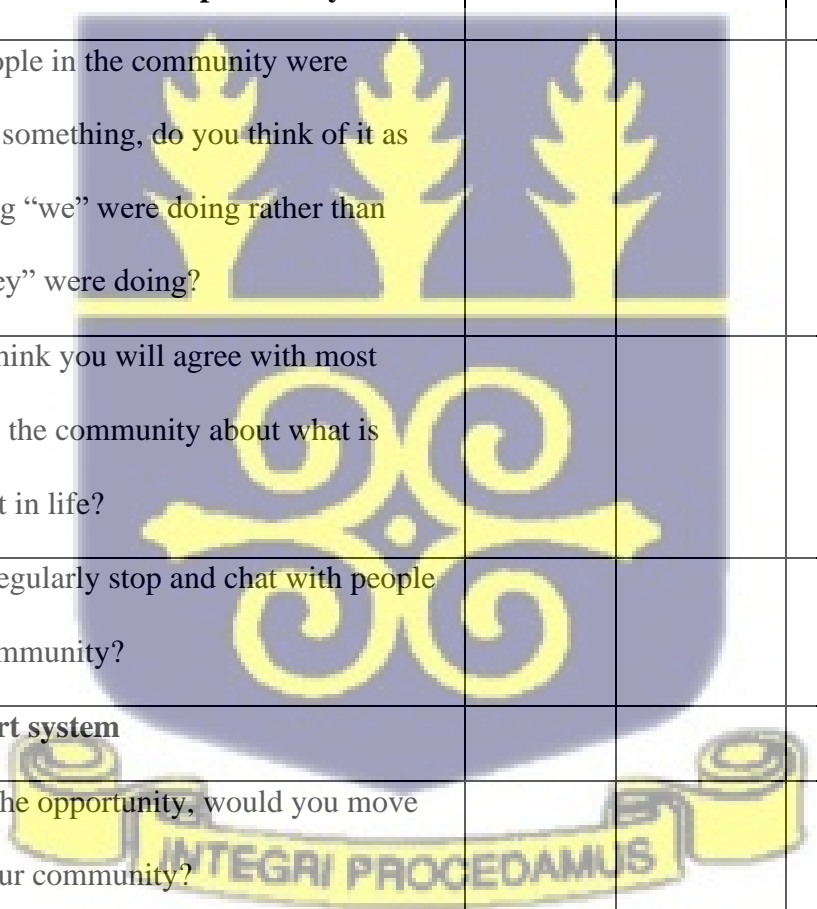 ople in the community were
something, do you think of it as
g “we” were doing rather than
ey” were doing?
hink you will agree with most
the community about what is
t in life?
egularly stop and chat with people
mmunity?
rt system
he opportunity, would you move
ur community?
INTEGRI PROCEDAMUS